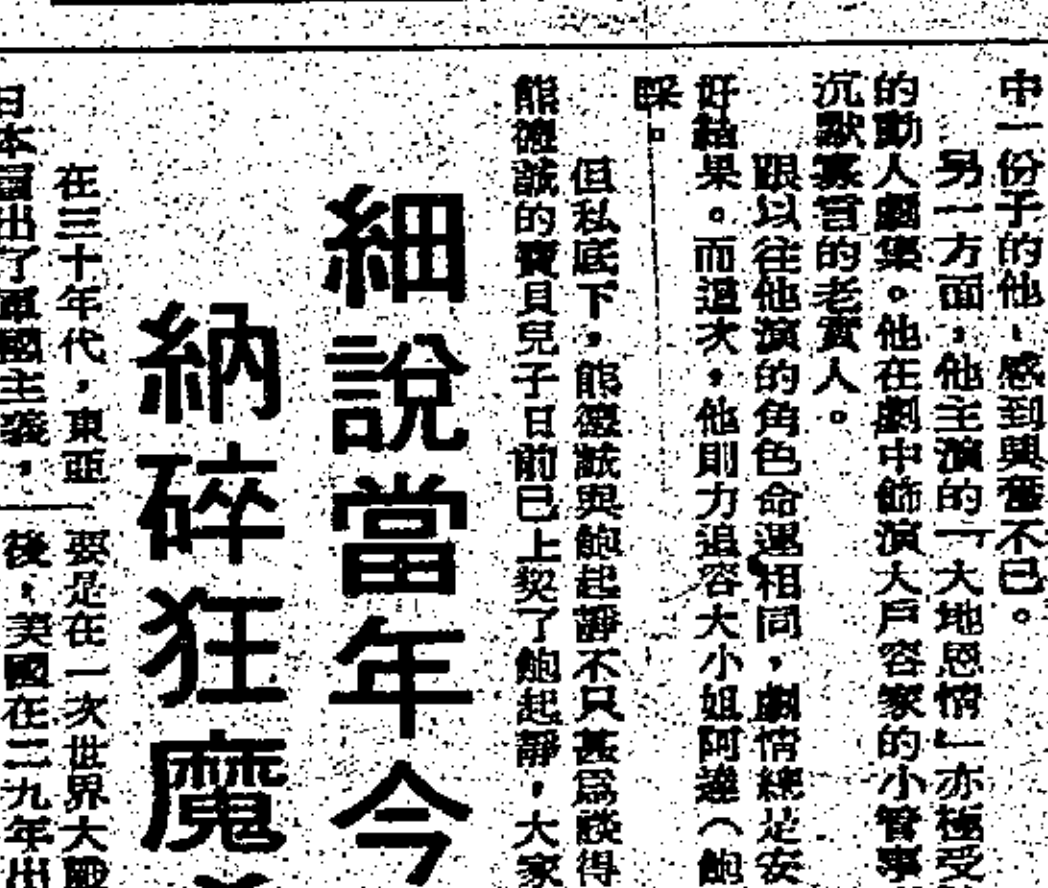 中一份子的他，感到興奮不已。
另一方面，他主演的「大地恩情」亦極受
的動人劇集。他在劇中飾演大戶容家的小管事
沉默寡言的老實人。
跟以往他演的角色命運相同，劇情總是安
好結果。而這次，他則力追容大小姐阿達（鮑
睬。
但私底下，熊德誠與鮑起靜不只甚為談得
熊德誠的寶貝兒子日前已上契了鮑起靜，大家
細說當年今
納碎狂魔
在三十年代，東亞
日本冒出了軍國主義，
要是在一次世界大戰
後，美國在二九年出